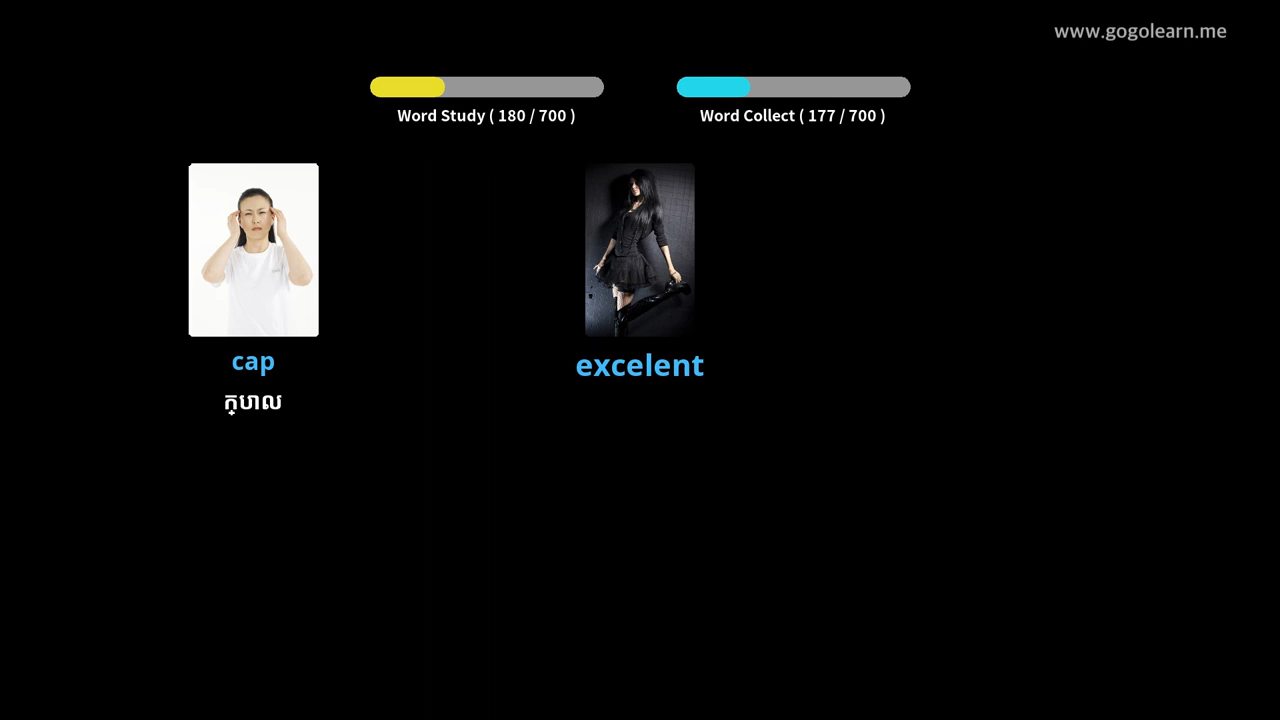 www.gogolearn.me
Word Study ( 180 / 700 )
Word Collect ( 177 / 700 )
cap
ក្បាល
excelent